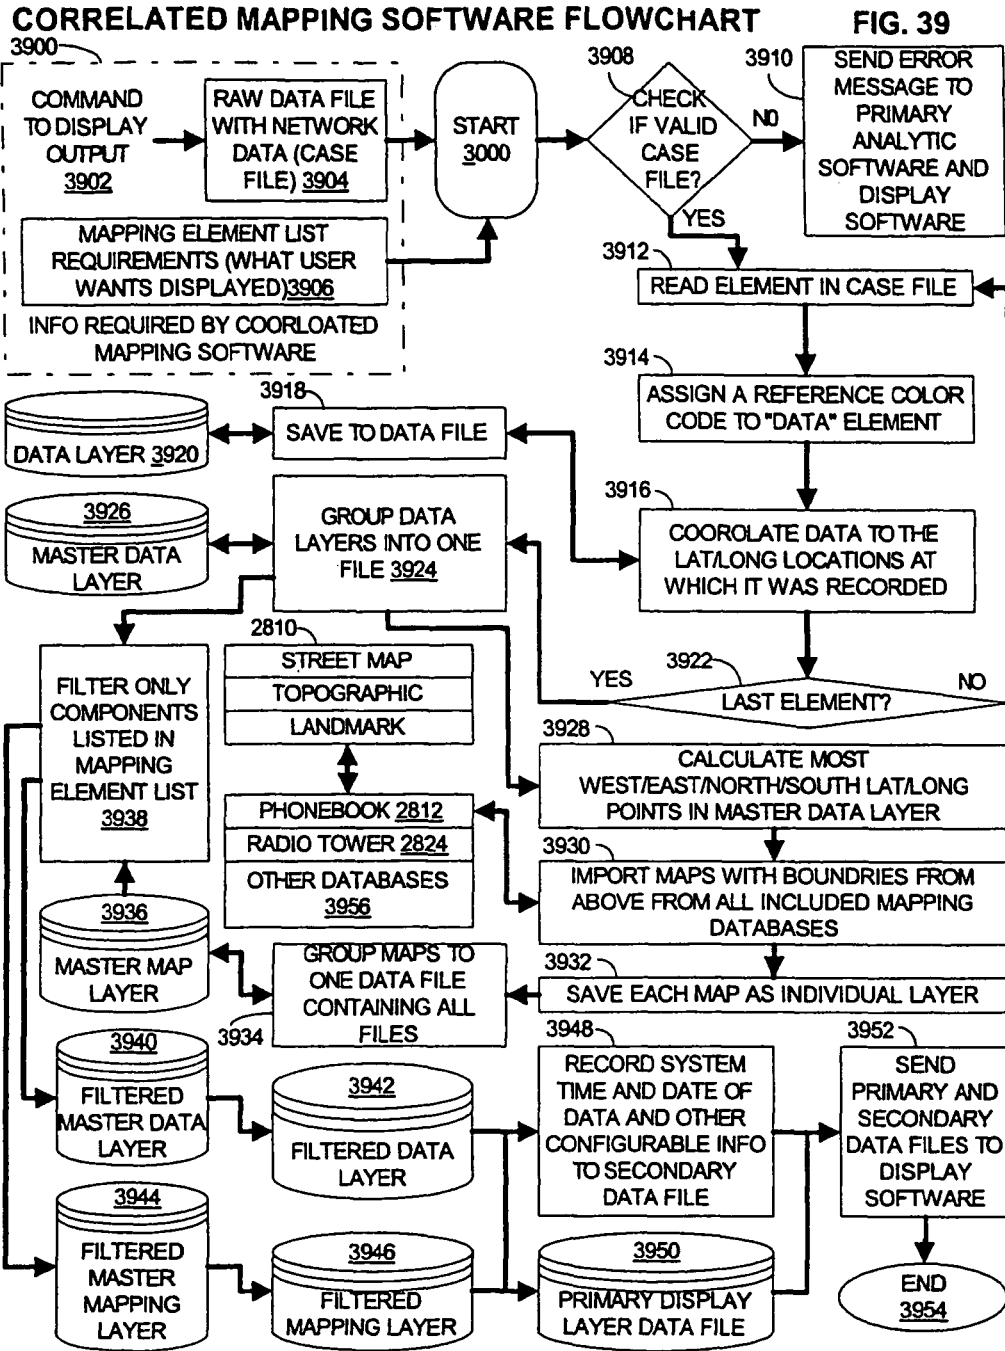 CORRELATED MAPPING SOFTWARE FLOWCHART
FIG. 39
3900
COMMAND
TO DISPLAY
OUTPUT
3902
RAW DATA FILE
WITH NETWORK
DATA (CASE
FILE) 3904
START
3000
3908
CHECK
IF VALID
CASE
FILE?
NO
YES
3910
SEND ERROR
MESSAGE TO
PRIMARY
ANALYTIC
SOFTWARE AND
DISPLAY
SOFTWARE
MAPPING ELEMENT LIST
REQUIREMENTS (WHAT USER
WANTS DISPLAYED)3906
INFO REQUIRED BY COORLOATED
MAPPING SOFTWARE
3912
READ ELEMENT IN CASE FILE
3914
ASSIGN A REFERENCE COLOR
CODE TO "DATA" ELEMENT
3918
SAVE TO DATA FILE
DATA LAYER 3920
3916
COOROLATE DATA TO THE
LAT/LONG LOCATIONS AT
WHICH IT WAS RECORDED
3926
MASTER DATA
LAYER
GROUP DATA
LAYERS INTO ONE
FILE 3924
3922
LAST ELEMENT?
YES
NO
2810
STREET MAP
TOPOGRAPHIC
LANDMARK
FILTER ONLY
COMPONENTS
LISTED IN
MAPPING
ELEMENT LIST
3938
3928
CALCULATE MOST
WEST/EAST/NORTH/SOUTH LAT/LONG
POINTS IN MASTER DATA LAYER
PHONEBOOK 2812
RADIO TOWER 2824
OTHER DATABASES
3956
3930
IMPORT MAPS WITH BOUNDRIES FROM
ABOVE FROM ALL INCLUDED MAPPING
DATABASES
3936
MASTER MAP
LAYER
GROUP MAPS TO
ONE DATA FILE
CONTAINING ALL
FILES
3934
3932
SAVE EACH MAP AS INDIVIDUAL LAYER
3940
FILTERED
MASTER DATA
LAYER
3942
FILTERED DATA
LAYER
3948
RECORD SYSTEM
TIME AND DATE OF
DATA AND OTHER
CONFIGURABLE INFO
TO SECONDARY
DATA FILE
3952
SEND
PRIMARY AND
SECONDARY
DATA FILES TO
DISPLAY
SOFTWARE
3944
FILTERED
MASTER
MAPPING
LAYER
3946
FILTERED
MAPPING LAYER
3950
PRIMARY DISPLAY
LAYER DATA FILE
END
3954